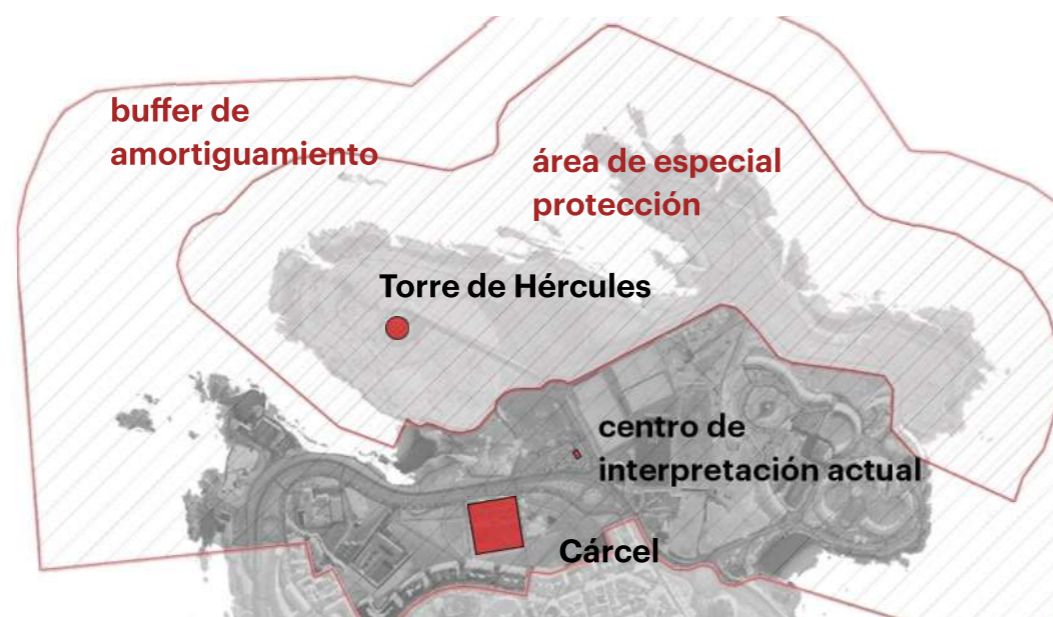 buffer de
amortiguamiento
área de especial
protección
Torre de Hércules
centro de
interpretación actual
Cárcel